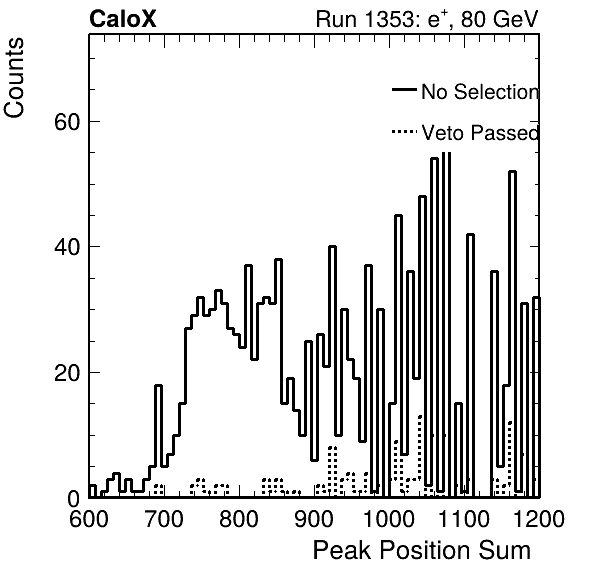 CaloX
Run 1353: e+, 80 GeV
Counts
No Selection
Veto Passed
60
40
20
0
600 700 800 900 1000 1100 1200
Peak Position Sum